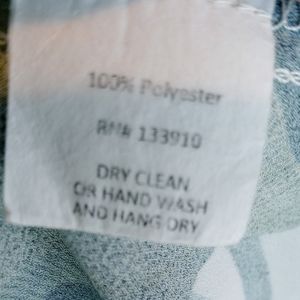 100% Polyester
RN# 133910
DRY CLEAN
OR HAND WASH
AND HANG DRY